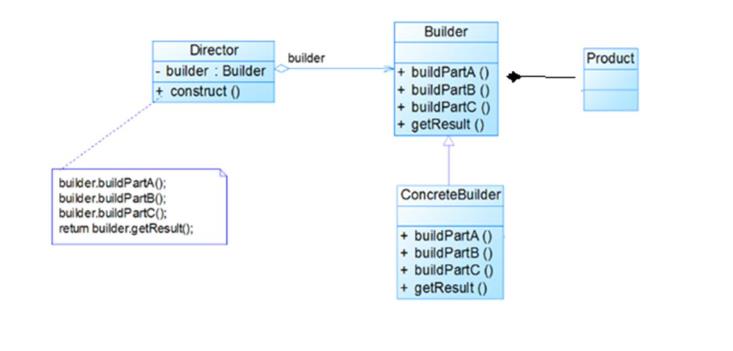 Director
- builder : Builder
+ construct ()
builder
Builder
+ buildPartA ()
+ buildPartB ()
+ buildPartC ()
+ getResult ()
Product
builder.buildPartA();
builder.buildPartB();
builder.buildPartC();
return builder.getResult();
ConcreteBuilder
+ buildPartA ()
+ buildPartB ()
+ buildPartC ()
+ getResult ()